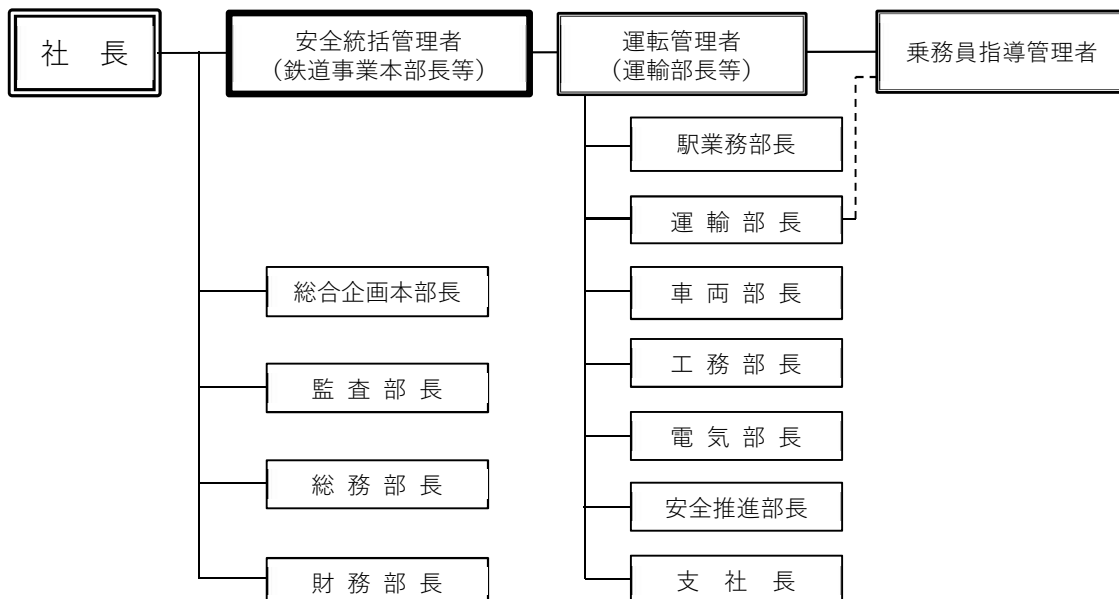 社　長
安全統括管理者
（鉄道事業本部長等）
運転管理者
（運輸部長等）
乗務員指導管理者
駅業務部長
運 輸 部 長
車 両 部 長
工 務 部 長
電 気 部 長
安全推進部長
支　社　長
総合企画本部長
監 査 部 長
総 務 部 長
財 務 部 長